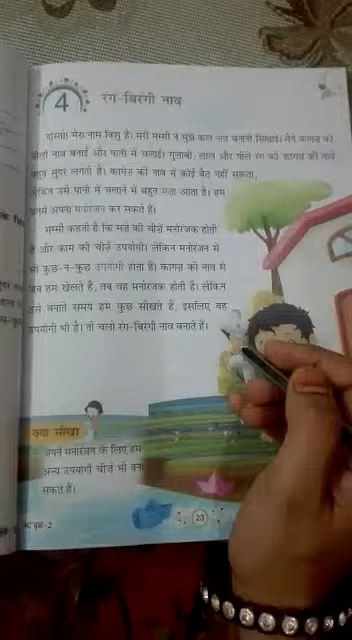 4
रंग-बिरंगी नाव
दोस्तो! मेरा नाम बिशु है। मेरी मम्मी ने मुझे कल नाव बनानी सिखाई। मैंने कागज़ की
नाव बनाई और पानी में चलाई। गुलाबी, लाल और पीले रंग की कागज़ की नावें
बहुत सुंदर लगती हैं। कागज़ की नाव में कोई बैठ नहीं सकता,
लेकिन उसे पानी में चलाने में बहुत मज़ा आता है। हम
उनसे अपना मनोरंजन कर सकते हैं।
मम्मी कहती हैं कि मज़े की चीज़ें मनोरंजक होती
हैं और काम की चीज़ें उपयोगी। लेकिन मनोरंजन में
भी कुछ-न-कुछ उपयोगी होता है। कागज़ की नाव में
जब हम खेलते हैं, तब वह मनोरंजक होती है। लेकिन
उसे बनाते समय हम कुछ सीखते हैं, इसलिए वह
उपयोगी भी है। तो चलो रंग-बिरंगी नाव बनाते हैं।
क्या सीखा
अपने मनोरंजन के लिए हम
अन्य उपयोगी चीज़ें भी बना
सकते हैं।
23